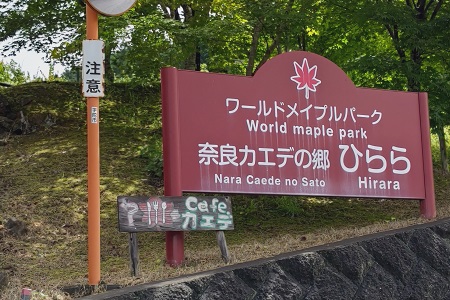 注意
ワールドメイプルパーク
World maple park
奈良カエデの郷 ひらら
Nara Caede no Sato Hirara
Cafe
カエデ